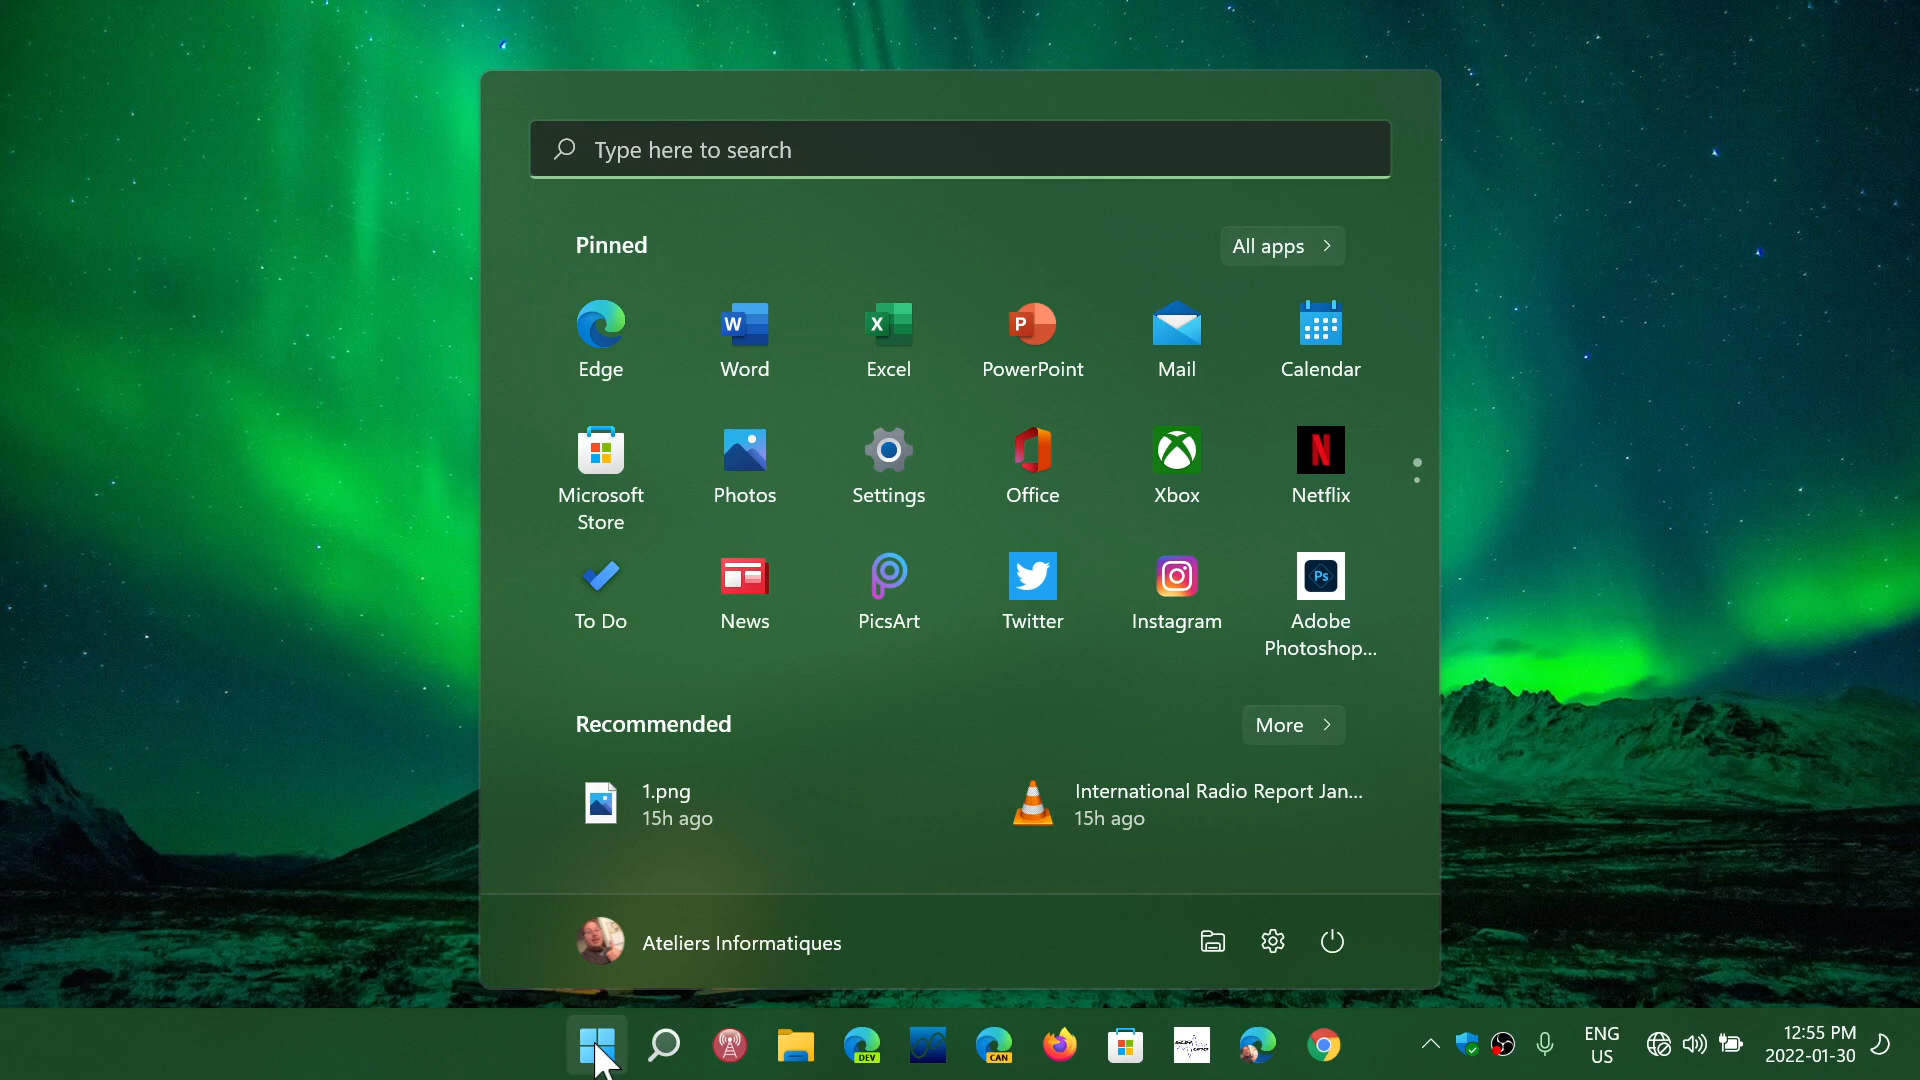 Type here to search
Pinned
All apps
Edge
Word
Excel
PowerPoint
Mail
Calendar
Microsoft
Store
Photos
Settings
Office
Xbox
Netflix
To Do
News
PicsArt
Twitter
Instagram
Adobe
Photoshop...
Recommended
More
1.png
15h ago
International Radio Report Jan...
15h ago
Ateliers Informatiques
DEV
CAN
ENG
US
12:55 PM
2022-01-30